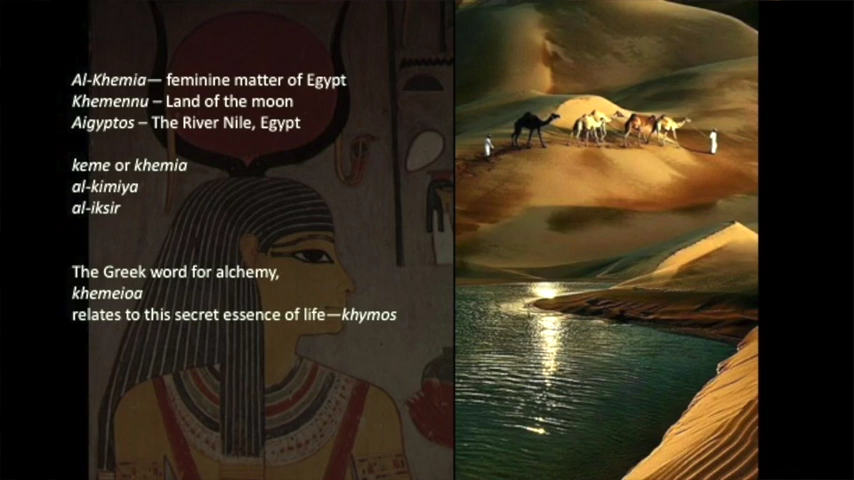 Al-Khemia— feminine matter of Egypt
Khemennu – Land of the moon
Aigyptos – The River Nile, Egypt
keme or khemia
al-kimiya
al-iksir
The Greek word for alchemy,
khemeioa
relates to this secret essence of life—khymos